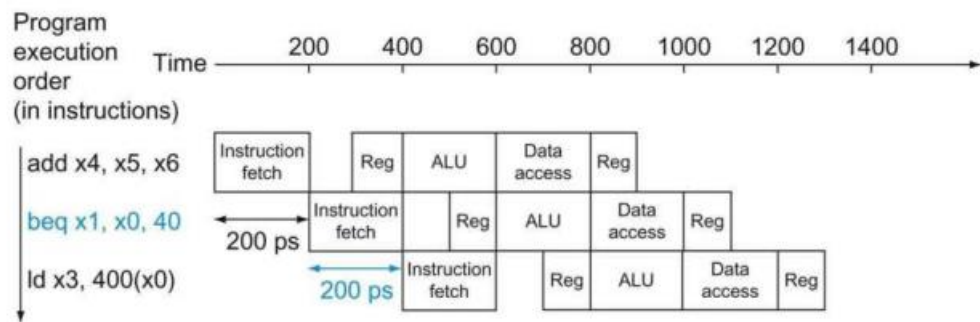 Program
execution
order
(in instructions)
Time
200 400 600 800 1000 1200 1400
add x4, x5, x6
Instruction
fetch
Reg
ALU
Data
access
Reg
beq x1, x0, 40
200 ps
Instruction
fetch
Reg
ALU
Data
access
Reg
ld x3, 400(x0)
200 ps
Instruction
fetch
Reg
ALU
Data
access
Reg